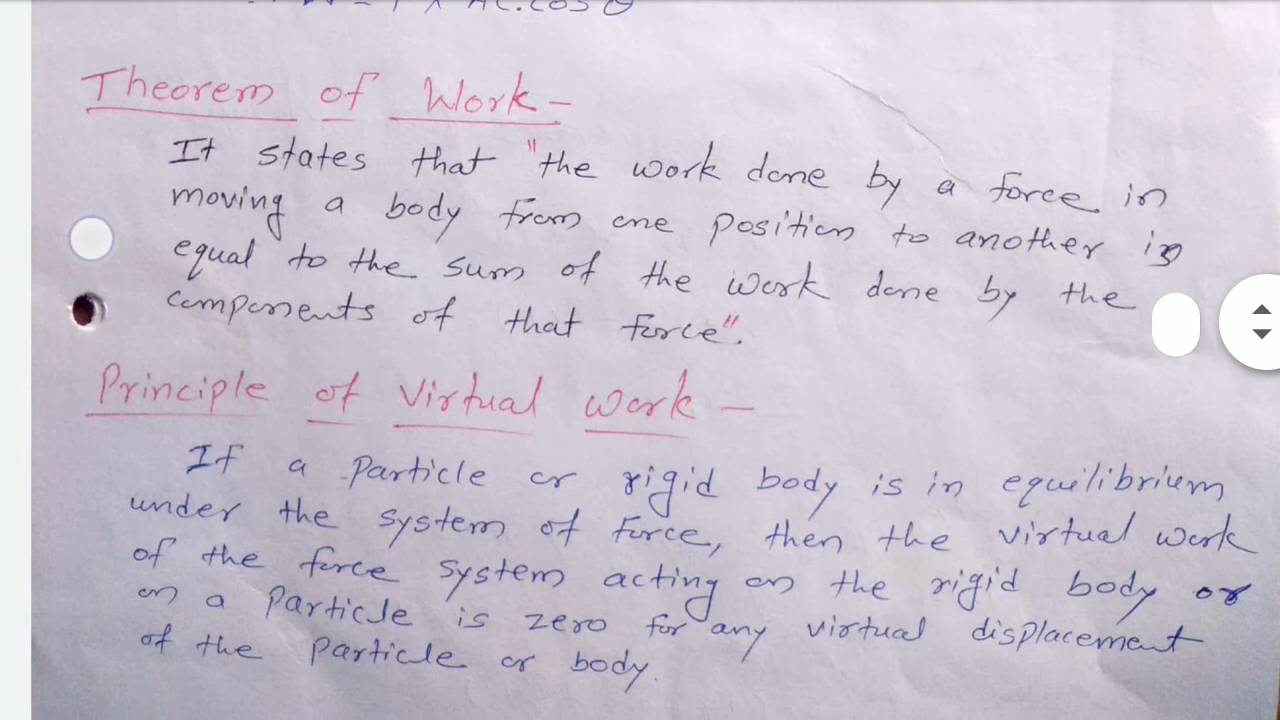 W = F × AC.cos θ
Theorem of Work -
It states that "the work done by a force in
moving a body from one position to another is
equal to the sum of the work done by the
components of that force".
Principle of Virtual Work -
If a particle or rigid body is in equilibrium
under the system of force, then the virtual work
of the force system acting on the rigid body or
on a particle is zero for any virtual displacement
of the particle or body.